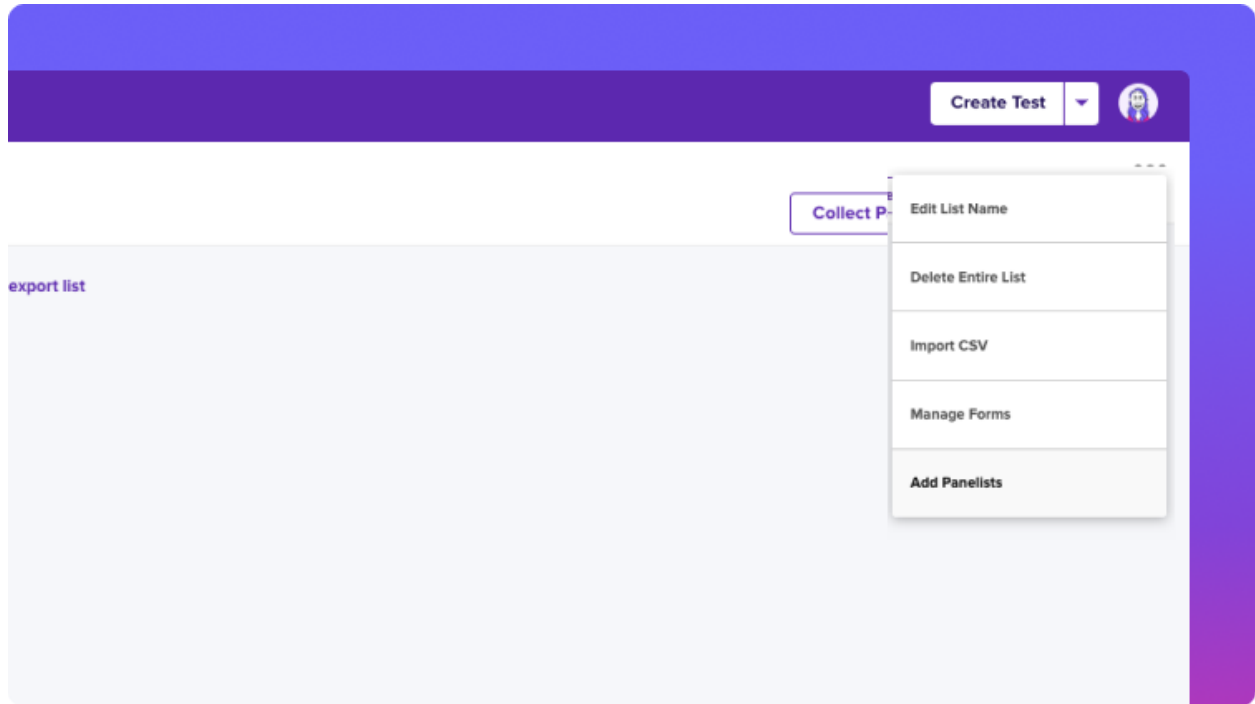 Create Test
Collect P
Edit List Name
export list
Delete Entire List
Import CSV
Manage Forms
Add Panelists